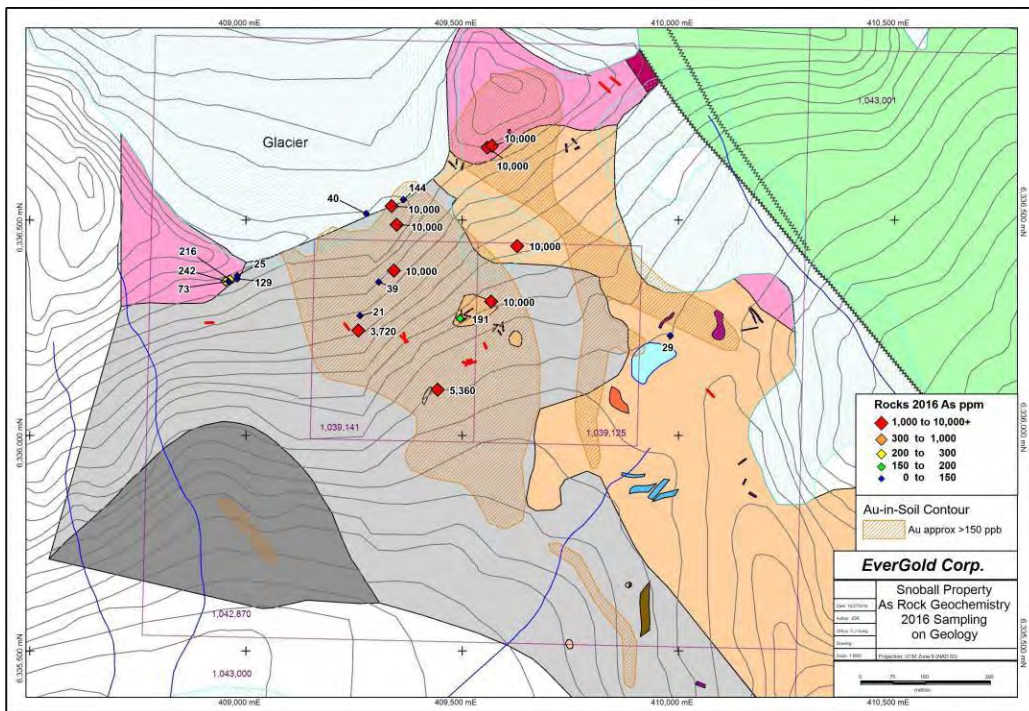 409,000 mE
409,500 mE
410,000 mE
410,500 mE
1,043,001
Glacier
10,000
10,000
144
40
10,000
10,000
6,336,500 mN
6,336,500 mN
10,000
216
25
242
129
73
10,000
39
10,000
21
191
3,720
29
5,360
1,039,141
1,039,125
6,336,000 mN
6,336,000 mN
Rocks 2016 As ppm
1,000 to 10,000+
300 to 1,000
200 to 300
150 to 200
0 to 150
Au-in-Soil Contour
Au approx >150 ppb
EverGold Corp.
Snoball Property
As Rock Geochemistry
2016 Sampling
on Geology
Projection: UTM Zone 9 (NAD 83)
metres
1,042,870
1,043,000
6,335,500 mN
6,335,500 mN
409,000 mE
409,500 mE
410,000 mE
410,500 mE